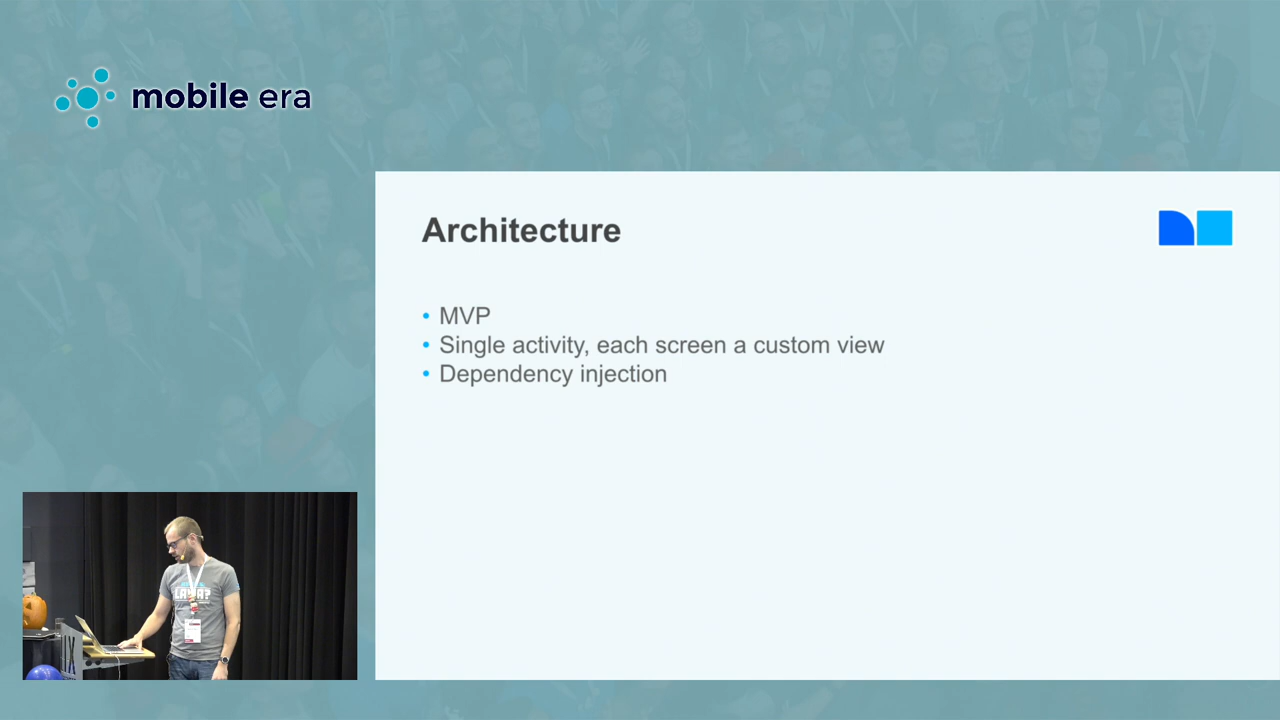 mobile era
Architecture
• MVP
• Single activity, each screen a custom view
• Dependency injection